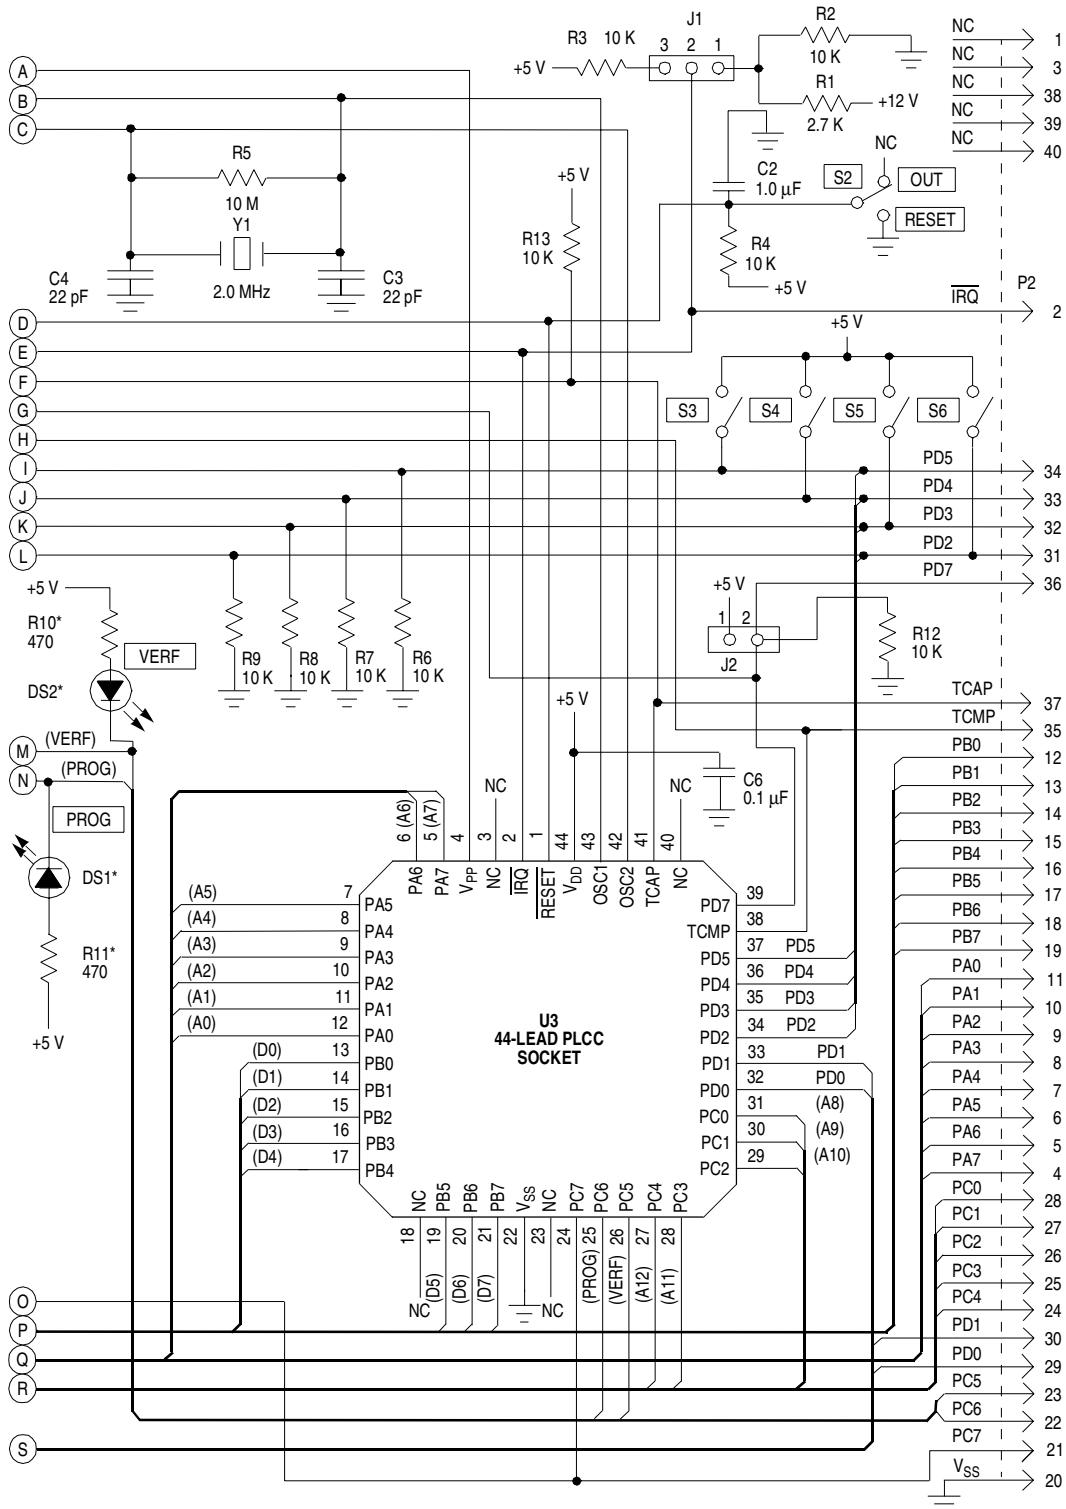 J1
R2
R3 10 K
3 2 1
10 K
+5 V
R1
2.7 K
+12 V
NC
1
NC
3
NC
38
NC
39
NC
40
A
B
C
R5
10 M
Y1
2.0 MHz
C4
22 pF
C3
22 pF
+5 V
R13
10 K
C2
1.0 µF
NC
S2
OUT
RESET
R4
10 K
+5 V
P2
IRQ
2
D
E
F
G
H
I
J
K
L
+5 V
S3
S4
S5
S6
PD5
34
PD4
33
PD3
32
PD2
31
PD7
36
+5 V
R10*
470
VERF
DS2*
R9
10 K
R8
10 K
R7
10 K
R6
10 K
+5 V
1 2
J2
R12
10 K
+5 V
C6
0.1 µF
TCAP
37
TCMP
35
M
(VERF)
N
(PROG)
PROG
DS1*
R11*
470
+5 V
PB0
12
PB1
13
PB2
14
PB3
15
PB4
16
PB5
17
PB6
18
PB7
19
PA0
11
PA1
10
PA2
9
PA3
8
PA4
7
PA5
6
PA6
5
PA7
4
PC0
28
PC1
27
PC2
26
PC3
25
PC4
24
PD1
30
PD0
29
PC5
23
PC6
22
PC7
21
VSS
20
NC
NC
6 (A6)
5 (A7)
4
3
2
1
44
43
42
41
40
PA6
PA7
VPP
NC
IRQ
RESET
VDD
OSC1
OSC2
TCAP
NC
(A5) 7 PA5
(A4) 8 PA4
(A3) 9 PA3
(A2) 10 PA2
(A1) 11 PA1
(A0) 12 PA0
(D0) 13 PB0
(D1) 14 PB1
(D2) 15 PB2
(D3) 16 PB3
(D4) 17 PB4
U3
44-LEAD PLCC
SOCKET
PD7 39
TCMP 38
PD5 37 PD5
PD4 36 PD4
PD3 35 PD3
PD2 34 PD2
PD1 33 PD1
PD0 32 PD0
PC0 31 (A8)
PC1 30 (A9)
PC2 29 (A10)
NC
PB5
PB6
PB7
VSS
NC
PC7
PC6
PC5
PC4
PC3
18
19
20
21
22
23
24
25
26
27
28
NC
(D5)
(D6)
(D7)
NC
(PROG)
(VERF)
(A12)
(A11)
O
P
Q
R
S